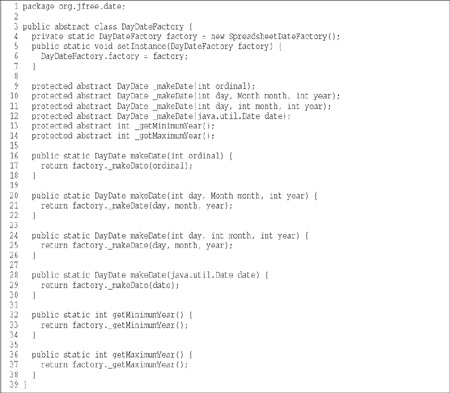 1 package org.jfree.date;
2
3 public abstract class DayDateFactory {
4 private static DayDateFactory factory = new SpreadsheetDateFactory();
5 public static void setInstance(DayDateFactory factory) {
6 DayDateFactory.factory = factory;
7 }
8
9 protected abstract DayDate _makeDate(int ordinal);
10 protected abstract DayDate _makeDate(int day, Month month, int year);
11 protected abstract DayDate _makeDate(int day, int month, int year);
12 protected abstract DayDate _makeDate(java.util.Date date);
13 protected abstract int _getMinimumYear();
14 protected abstract int _getMaximumYear();
15
16 public static DayDate makeDate(int ordinal) {
17 return factory._makeDate(ordinal);
18 }
19
20 public static DayDate makeDate(int day, Month month, int year) {
21 return factory._makeDate(day, month, year);
22 }
23
24 public static DayDate makeDate(int day, int month, int year) {
25 return factory._makeDate(day, month, year);
26 }
27
28 public static DayDate makeDate(java.util.Date date) {
29 return factory._makeDate(date);
30 }
31
32 public static int getMinimumYear() {
33 return factory._getMinimumYear();
34 }
35
36 public static int getMaximumYear() {
37 return factory._getMaximumYear();
38 }
39 }